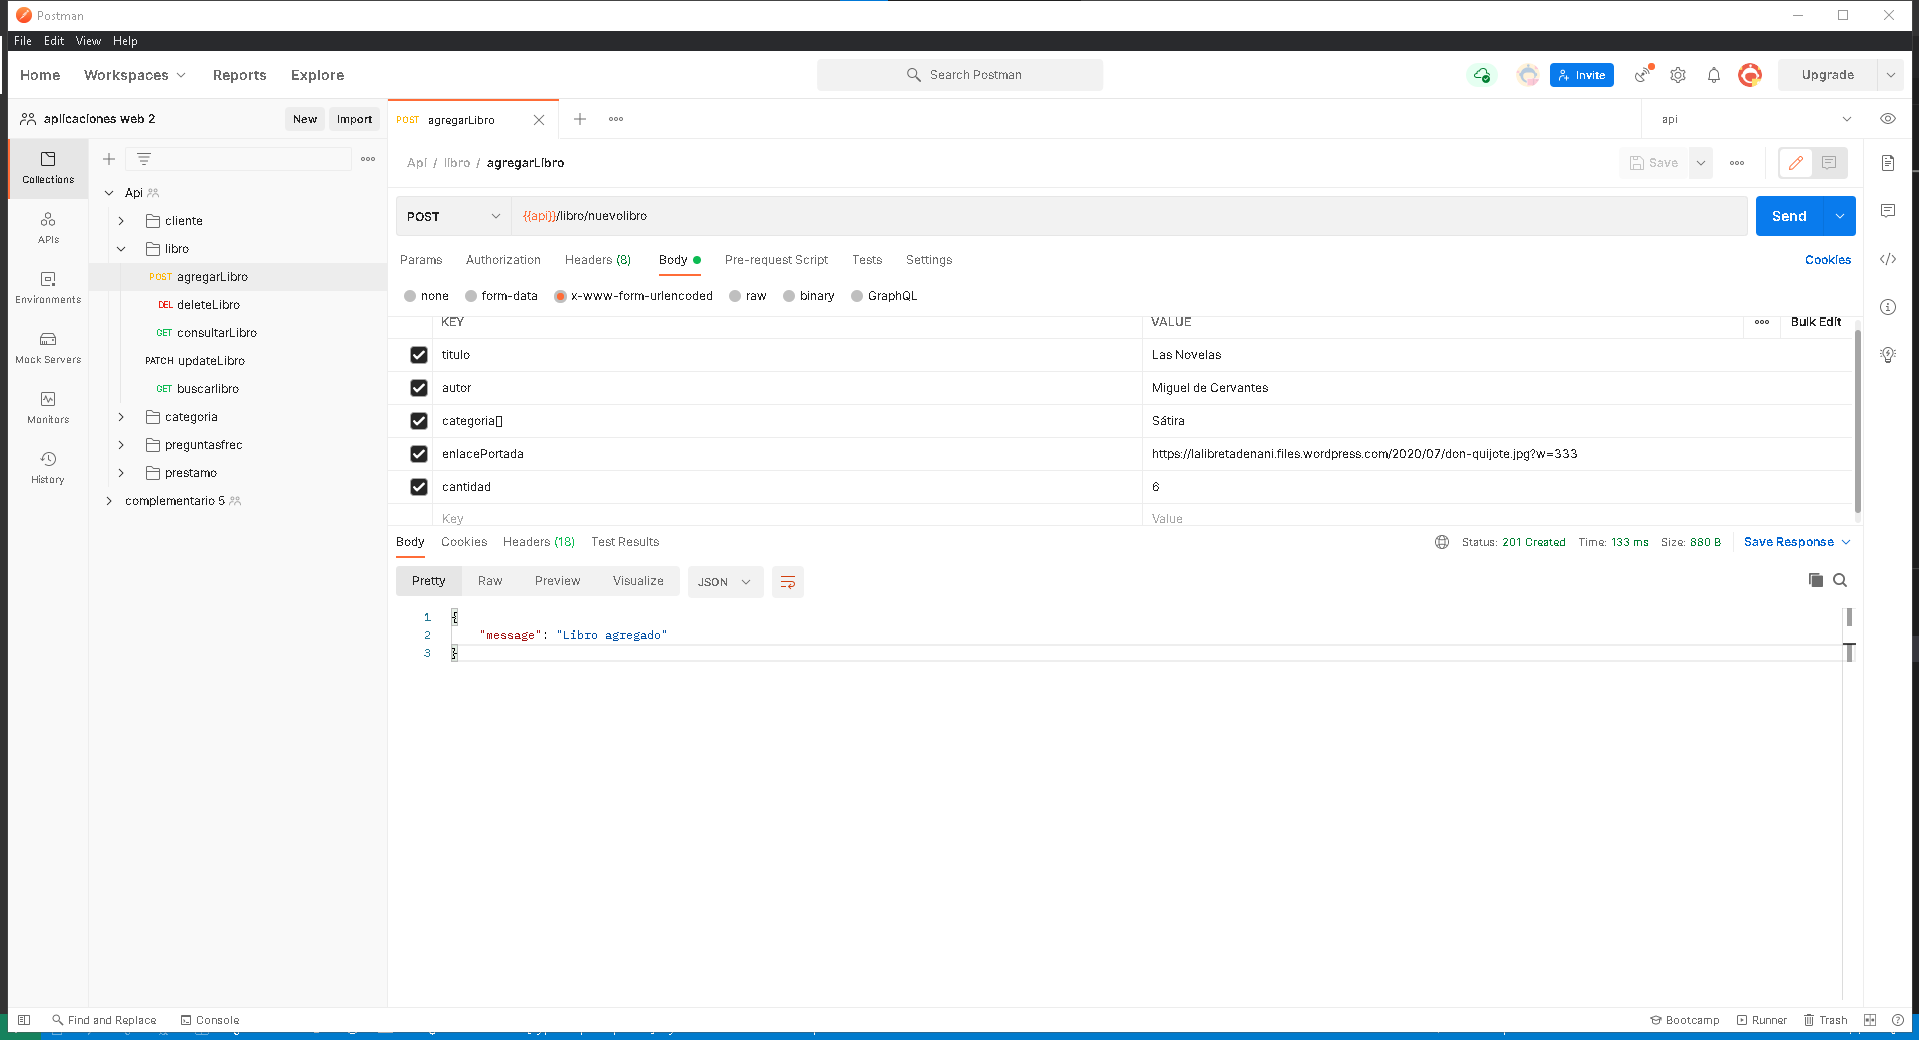 Postman
File Edit View Help
Home Workspaces Reports Explore Search Postman Invite Upgrade
aplicaciones web 2 New Import POST agregarLibro api
Api / libro / agregarLibro Save
Collections
APIs
Environments
Mock Servers
Monitors
History
Api
cliente
libro
POST agregarLibro
DEL deleteLibro
GET consultarLibro
PATCH updateLibro
GET buscarlibro
categoria
preguntasfrec
prestamo
complementario 5
POST {{api}}/libro/nuevolibro Send
Params Authorization Headers (8) Body Pre-request Script Tests Settings Cookies
none form-data x-www-form-urlencoded raw binary GraphQL
KEY VALUE Bulk Edit
titulo Las Novelas
autor Miguel de Cervantes
categoria[] Sátira
enlacePortada https://lalibretadenani.files.wordpress.com/2020/07/don-quijote.jpg?w=333
cantidad 6
Key Value
Body Cookies Headers (18) Test Results Status: 201 Created Time: 133 ms Size: 880 B Save Response
Pretty Raw Preview Visualize JSON
1 {
2 "message": "Libro agregado"
3 }
Find and Replace Console Bootcamp Runner Trash